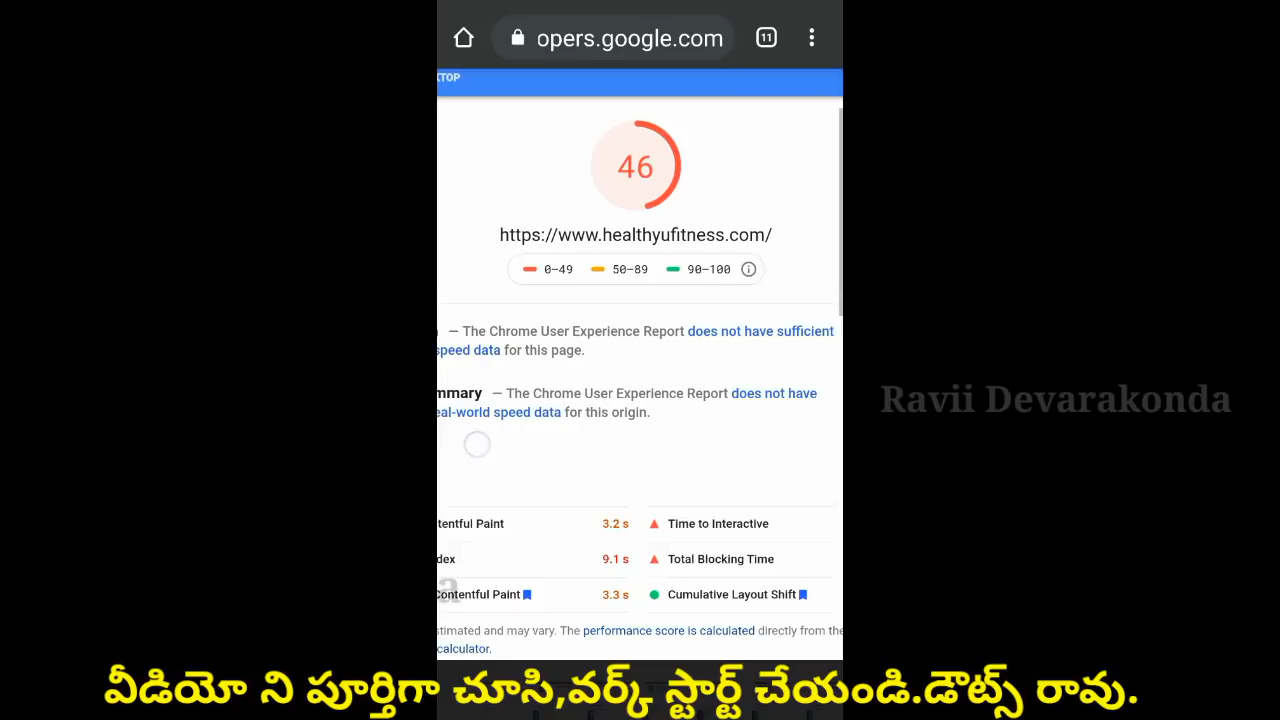 opers.google.com
11
KTOP
46
https://www.healthyufitness.com/
0–49 50–89 90–100
— The Chrome User Experience Report does not have sufficient
speed data for this page.
mmary — The Chrome User Experience Report does not have
eal-world speed data for this origin.
Ravii Devarakonda
tentful Paint 3.2 s Time to Interactive
dex 9.1 s Total Blocking Time
a
Contentful Paint 3.3 s Cumulative Layout Shift
stimated and may vary. The performance score is calculated directly from the
calculator.
వీడియో ని పూర్తిగా చూసి,వర్క్ స్టార్ట్ చేయండి.డౌట్స్ రావు.